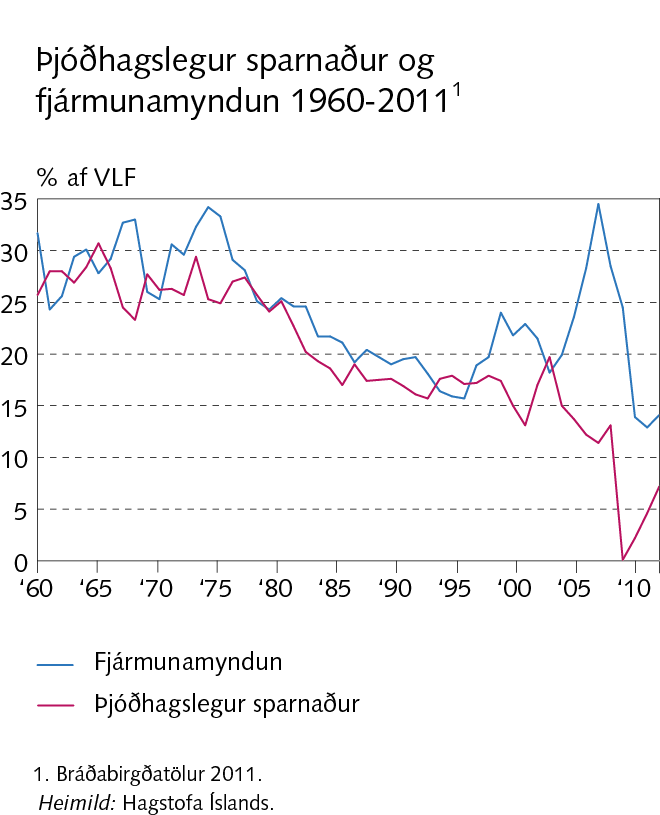 Þjóðhagslegur sparnaður og
fjármunamyndun 1960-2011¹
% af VLF
35
30
25
20
15
10
5
0
‘60 ‘65 ‘70 ‘75 ‘80 ‘85 ‘90 ‘95 ‘00 ‘05 ‘10
Fjármunamyndun
Þjóðhagslegur sparnaður
1. Bráðabirgðatölur 2011.
Heimild: Hagstofa Íslands.